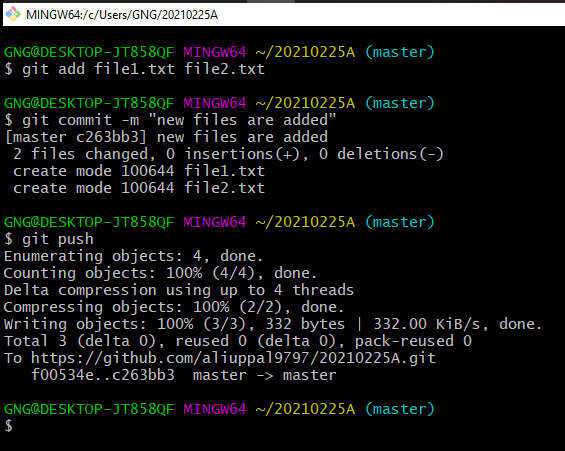 MINGW64:/c/Users/GNG/20210225A
GNG@DESKTOP-JT858QF MINGW64 ~/20210225A (master)
$ git add file1.txt file2.txt
GNG@DESKTOP-JT858QF MINGW64 ~/20210225A (master)
$ git commit -m "new files are added"
[master c263bb3] new files are added
 2 files changed, 0 insertions(+), 0 deletions(-)
 create mode 100644 file1.txt
 create mode 100644 file2.txt
GNG@DESKTOP-JT858QF MINGW64 ~/20210225A (master)
$ git push
Enumerating objects: 4, done.
Counting objects: 100% (4/4), done.
Delta compression using up to 4 threads
Compressing objects: 100% (2/2), done.
Writing objects: 100% (3/3), 332 bytes | 332.00 KiB/s, done.
Total 3 (delta 0), reused 0 (delta 0), pack-reused 0
To https://github.com/aliuppal9797/20210225A.git
   f00534e..c263bb3  master -> master
GNG@DESKTOP-JT858QF MINGW64 ~/20210225A (master)
$